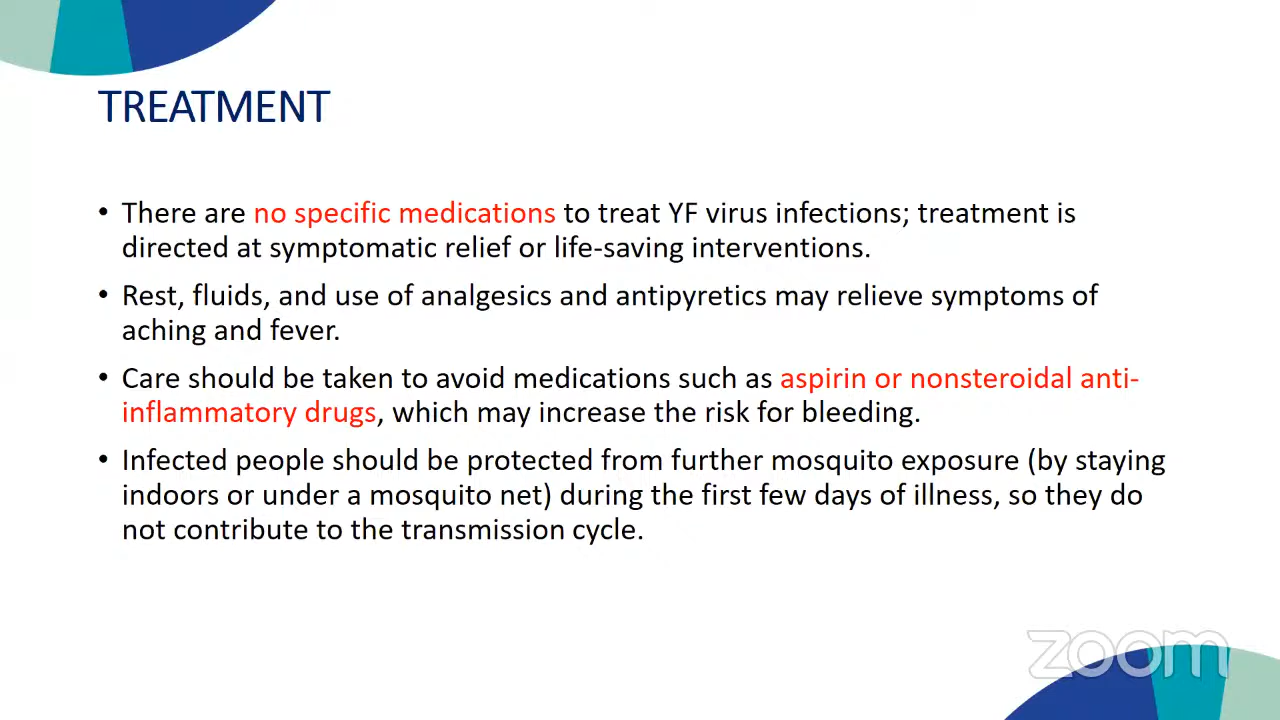 TREATMENT
• There are no specific medications to treat YF virus infections; treatment is
directed at symptomatic relief or life-saving interventions.
• Rest, fluids, and use of analgesics and antipyretics may relieve symptoms of
aching and fever.
• Care should be taken to avoid medications such as aspirin or nonsteroidal anti-
inflammatory drugs, which may increase the risk for bleeding.
• Infected people should be protected from further mosquito exposure (by staying
indoors or under a mosquito net) during the first few days of illness, so they do
not contribute to the transmission cycle.
zoom